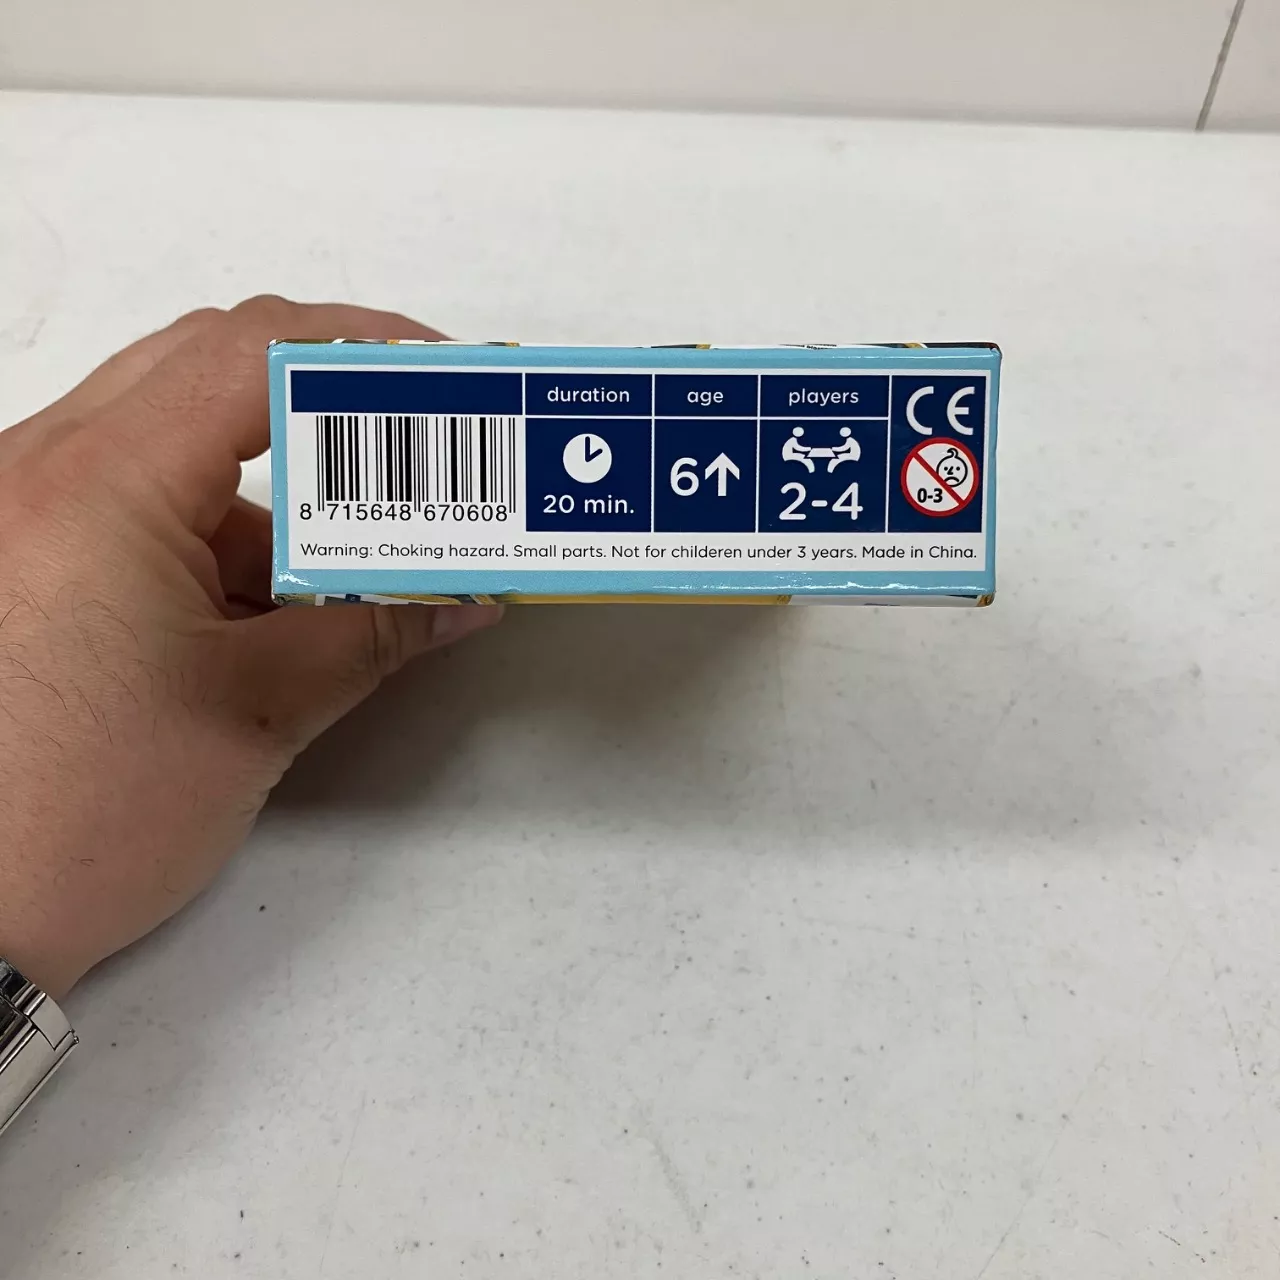 duration age players CE
20 min. 6↑ 2-4 0-3
8 715648 670608
Warning: Choking hazard. Small parts. Not for childeren under 3 years. Made in China.